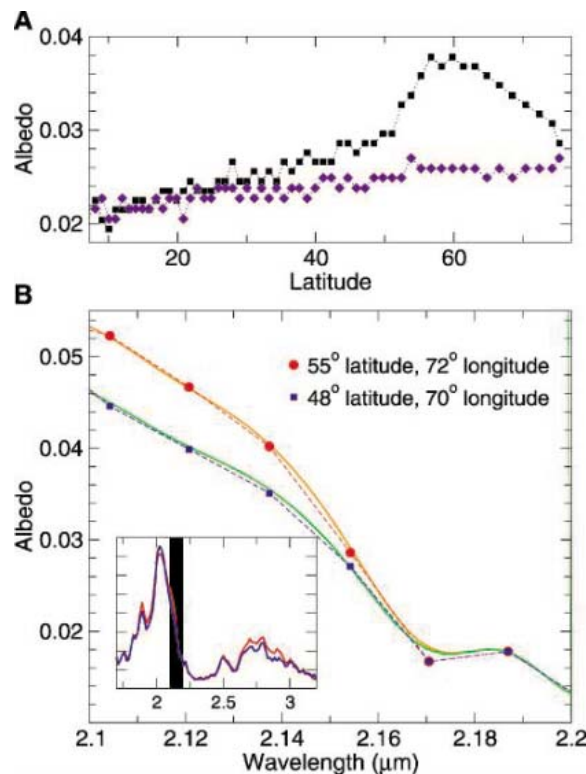 A
0.04
0.03
0.02
Albedo
20
40
60
Latitude
B
0.05
0.04
0.03
0.02
Albedo
55° latitude, 72° longitude
48° latitude, 70° longitude
2
2.5
3
2.1
2.12
2.14
2.16
2.18
2.2
Wavelength (μm)